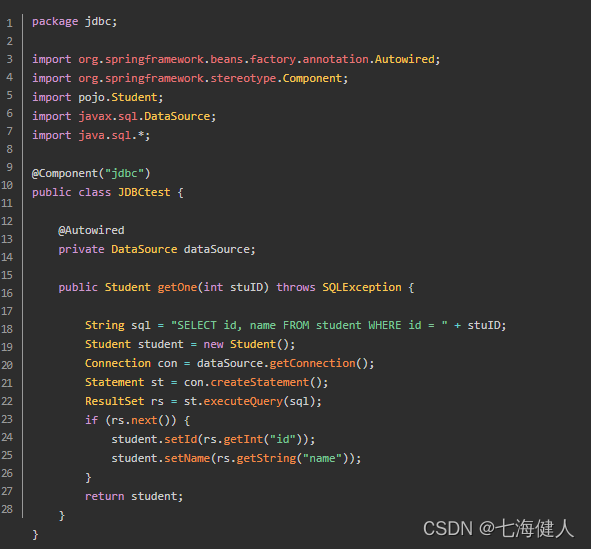 1 package jdbc;
2
3 import org.springframework.beans.factory.annotation.Autowired;
4 import org.springframework.stereotype.Component;
5 import pojo.Student;
6 import javax.sql.DataSource;
7 import java.sql.*;
8
9 @Component("jdbc")
10 public class JDBCtest {
11
12 @Autowired
13 private DataSource dataSource;
14
15 public Student getOne(int stuID) throws SQLException {
16
17 String sql = "SELECT id, name FROM student WHERE id = " + stuID;
18 Student student = new Student();
19 Connection con = dataSource.getConnection();
20 Statement st = con.createStatement();
21 ResultSet rs = st.executeQuery(sql);
22 if (rs.next()) {
23 student.setId(rs.getInt("id"));
24 student.setName(rs.getString("name"));
25 }
26 return student;
27 }
28 }
CSDN @七海健人